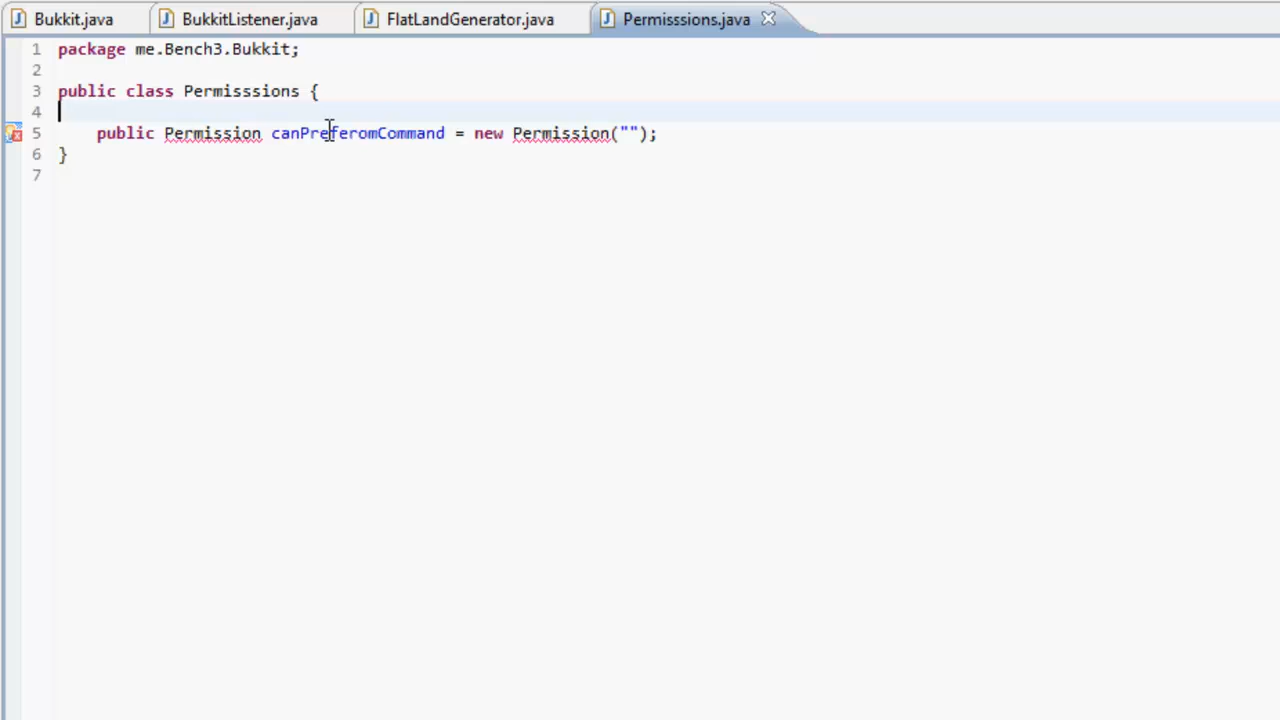 Bukkit.java BukkitListener.java FlatLandGenerator.java Permisssions.java
1 package me.Bench3.Bukkit;
2
3 public class Permisssions {
4
5 public Permission canPreferomCommand = new Permission("");
6 }
7